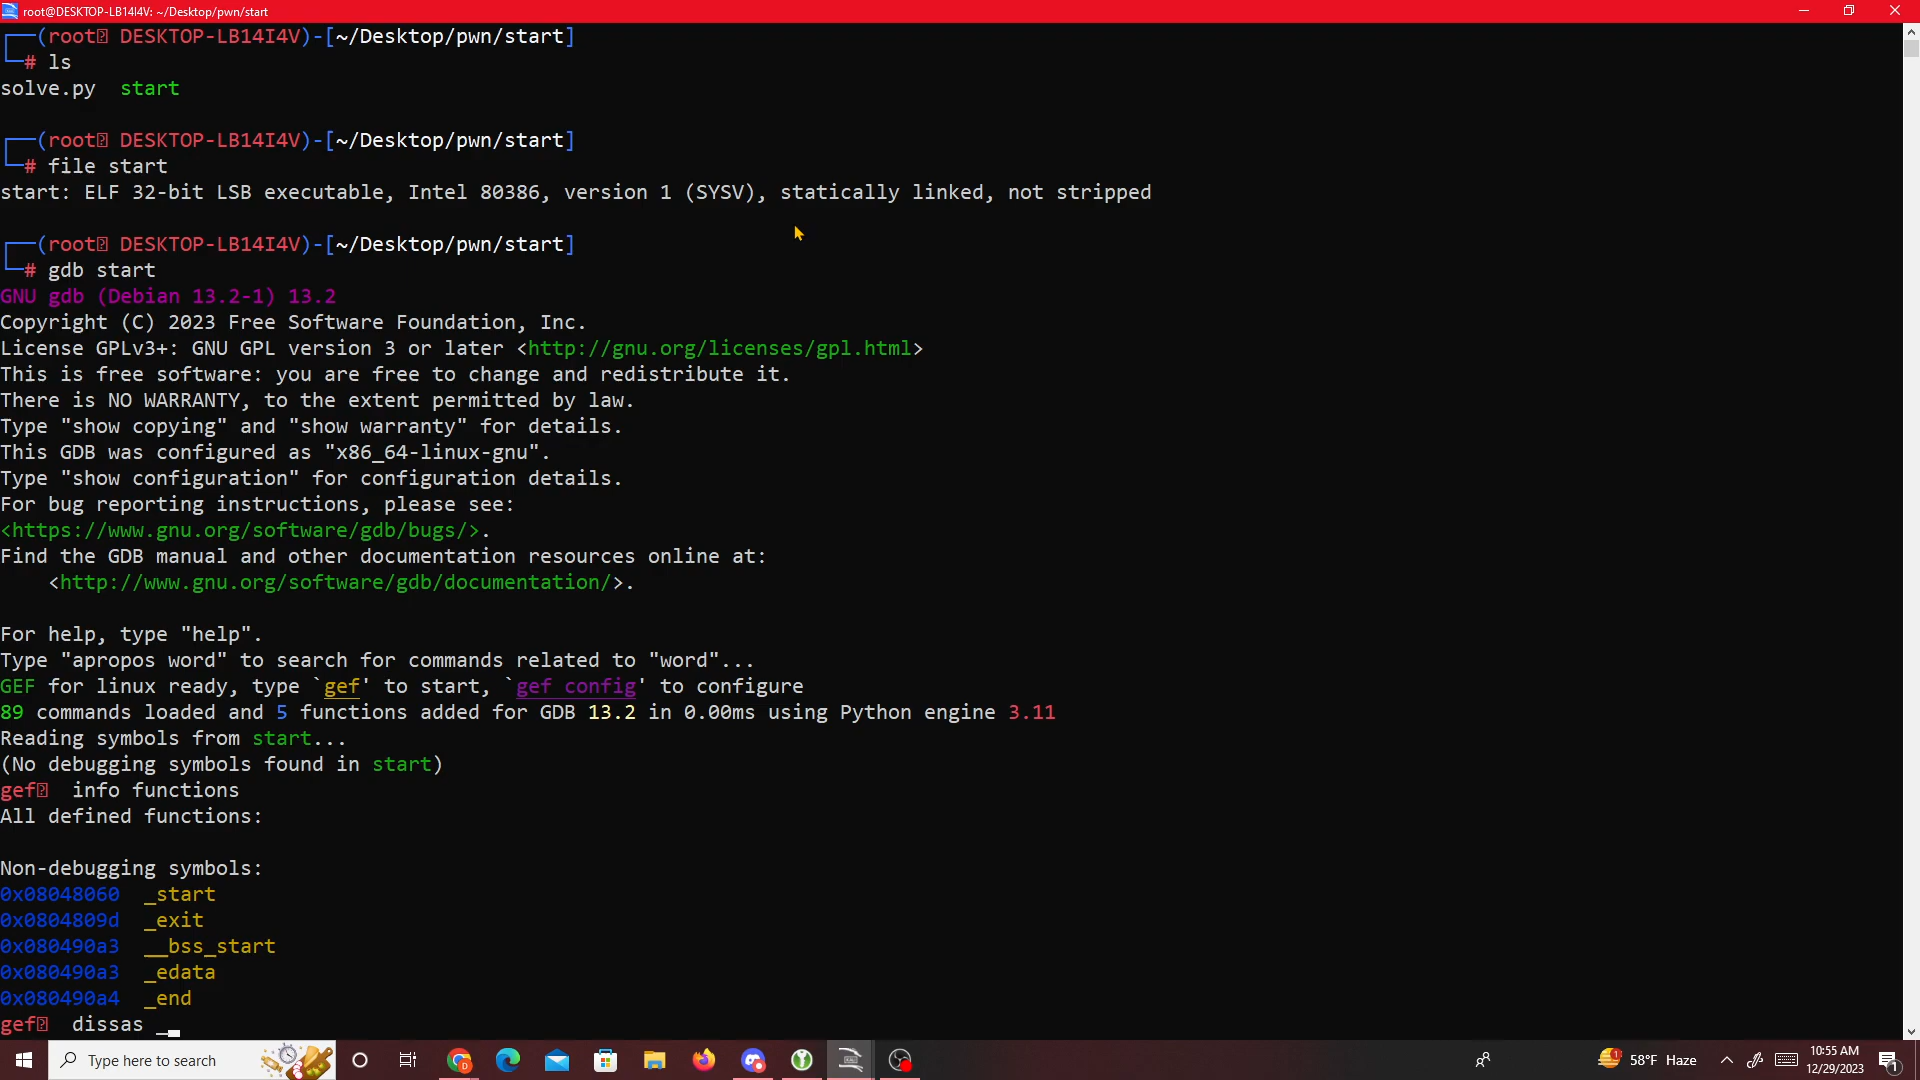 root@DESKTOP-LB14I4V: ~/Desktop/pwn/start
┌──(root㉿ DESKTOP-LB14I4V)-[~/Desktop/pwn/start]
└─# ls
solve.py  start
┌──(root㉿ DESKTOP-LB14I4V)-[~/Desktop/pwn/start]
└─# file start
start: ELF 32-bit LSB executable, Intel 80386, version 1 (SYSV), statically linked, not stripped
┌──(root㉿ DESKTOP-LB14I4V)-[~/Desktop/pwn/start]
└─# gdb start
GNU gdb (Debian 13.2-1) 13.2
Copyright (C) 2023 Free Software Foundation, Inc.
License GPLv3+: GNU GPL version 3 or later <http://gnu.org/licenses/gpl.html>
This is free software: you are free to change and redistribute it.
There is NO WARRANTY, to the extent permitted by law.
Type "show copying" and "show warranty" for details.
This GDB was configured as "x86_64-linux-gnu".
Type "show configuration" for configuration details.
For bug reporting instructions, please see:
<https://www.gnu.org/software/gdb/bugs/>.
Find the GDB manual and other documentation resources online at:
    <http://www.gnu.org/software/gdb/documentation/>.
For help, type "help".
Type "apropos word" to search for commands related to "word"...
GEF for linux ready, type `gef' to start, `gef config' to configure
89 commands loaded and 5 functions added for GDB 13.2 in 0.00ms using Python engine 3.11
Reading symbols from start...
(No debugging symbols found in start)
gef  info functions
All defined functions:
Non-debugging symbols:
0x08048060  _start
0x0804809d  _exit
0x080490a3  __bss_start
0x080490a3  _edata
0x080490a4  _end
gef  dissas _
Type here to search
58°F Haze
10:55 AM
12/29/2023